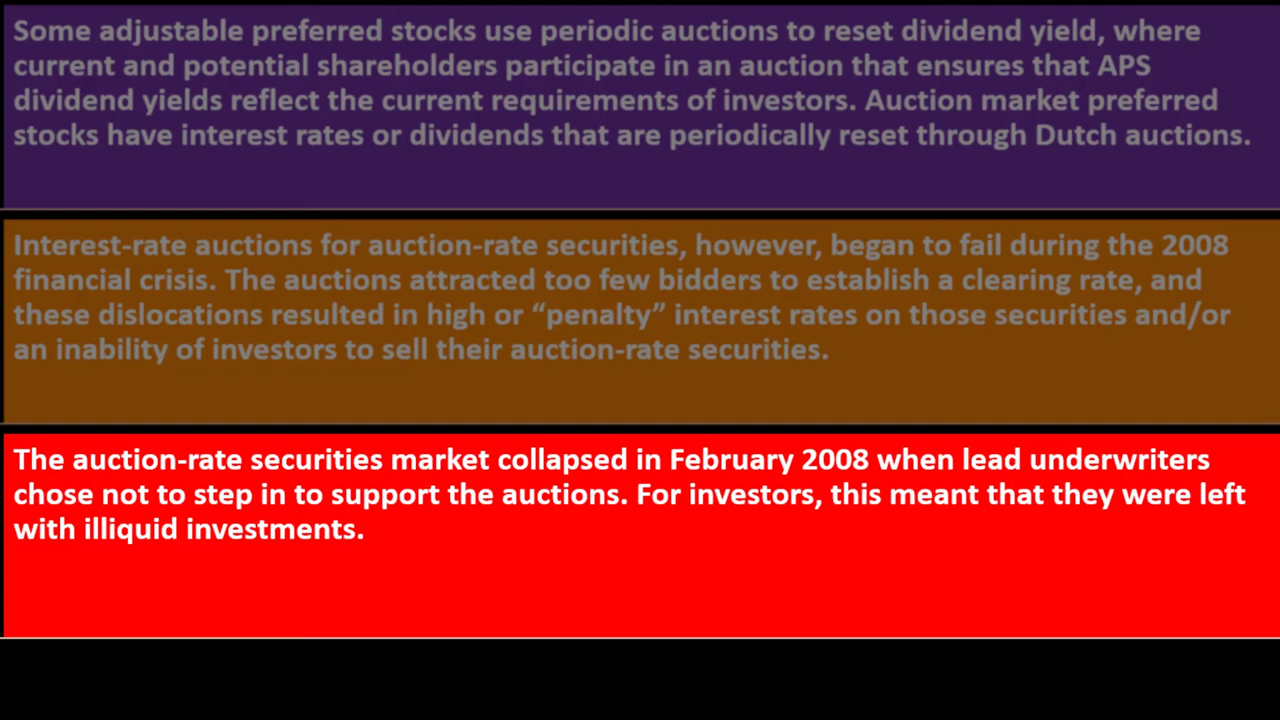 Some adjustable preferred stocks use periodic auctions to reset dividend yield, where
current and potential shareholders participate in an auction that ensures that APS
dividend yields reflect the current requirements of investors. Auction market preferred
stocks have interest rates or dividends that are periodically reset through Dutch auctions.
Interest-rate auctions for auction-rate securities, however, began to fail during the 2008
financial crisis. The auctions attracted too few bidders to establish a clearing rate, and
these dislocations resulted in high or “penalty” interest rates on those securities and/or
an inability of investors to sell their auction-rate securities.
The auction-rate securities market collapsed in February 2008 when lead underwriters
chose not to step in to support the auctions. For investors, this meant that they were left
with illiquid investments.